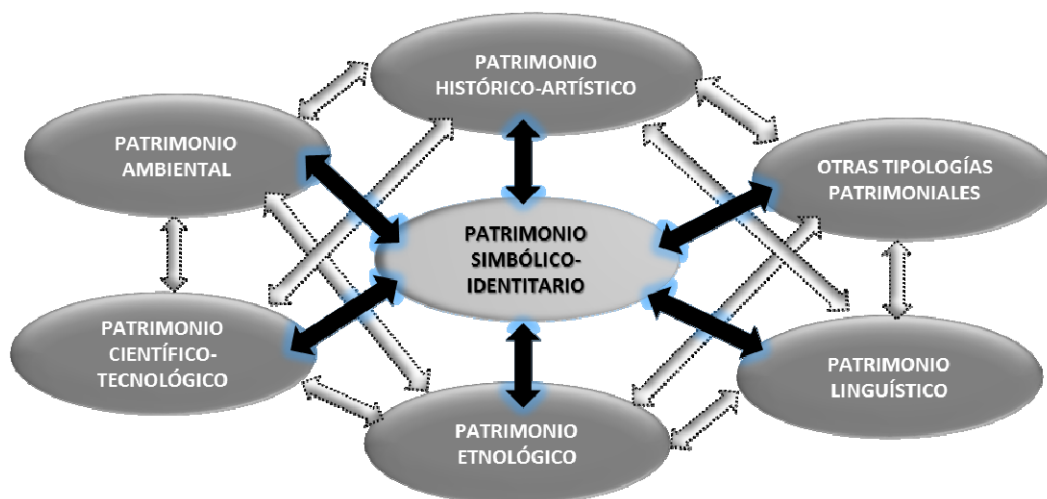 PATRIMONIO
HISTÓRICO-ARTÍSTICO
PATRIMONIO
AMBIENTAL
OTRAS TIPOLOGÍAS
PATRIMONIALES
PATRIMONIO
SIMBÓLICO-
IDENTITARIO
PATRIMONIO
CIENTÍFICO-
TECNOLÓGICO
PATRIMONIO
LINGUÍSTICO
PATRIMONIO
ETNOLÓGICO